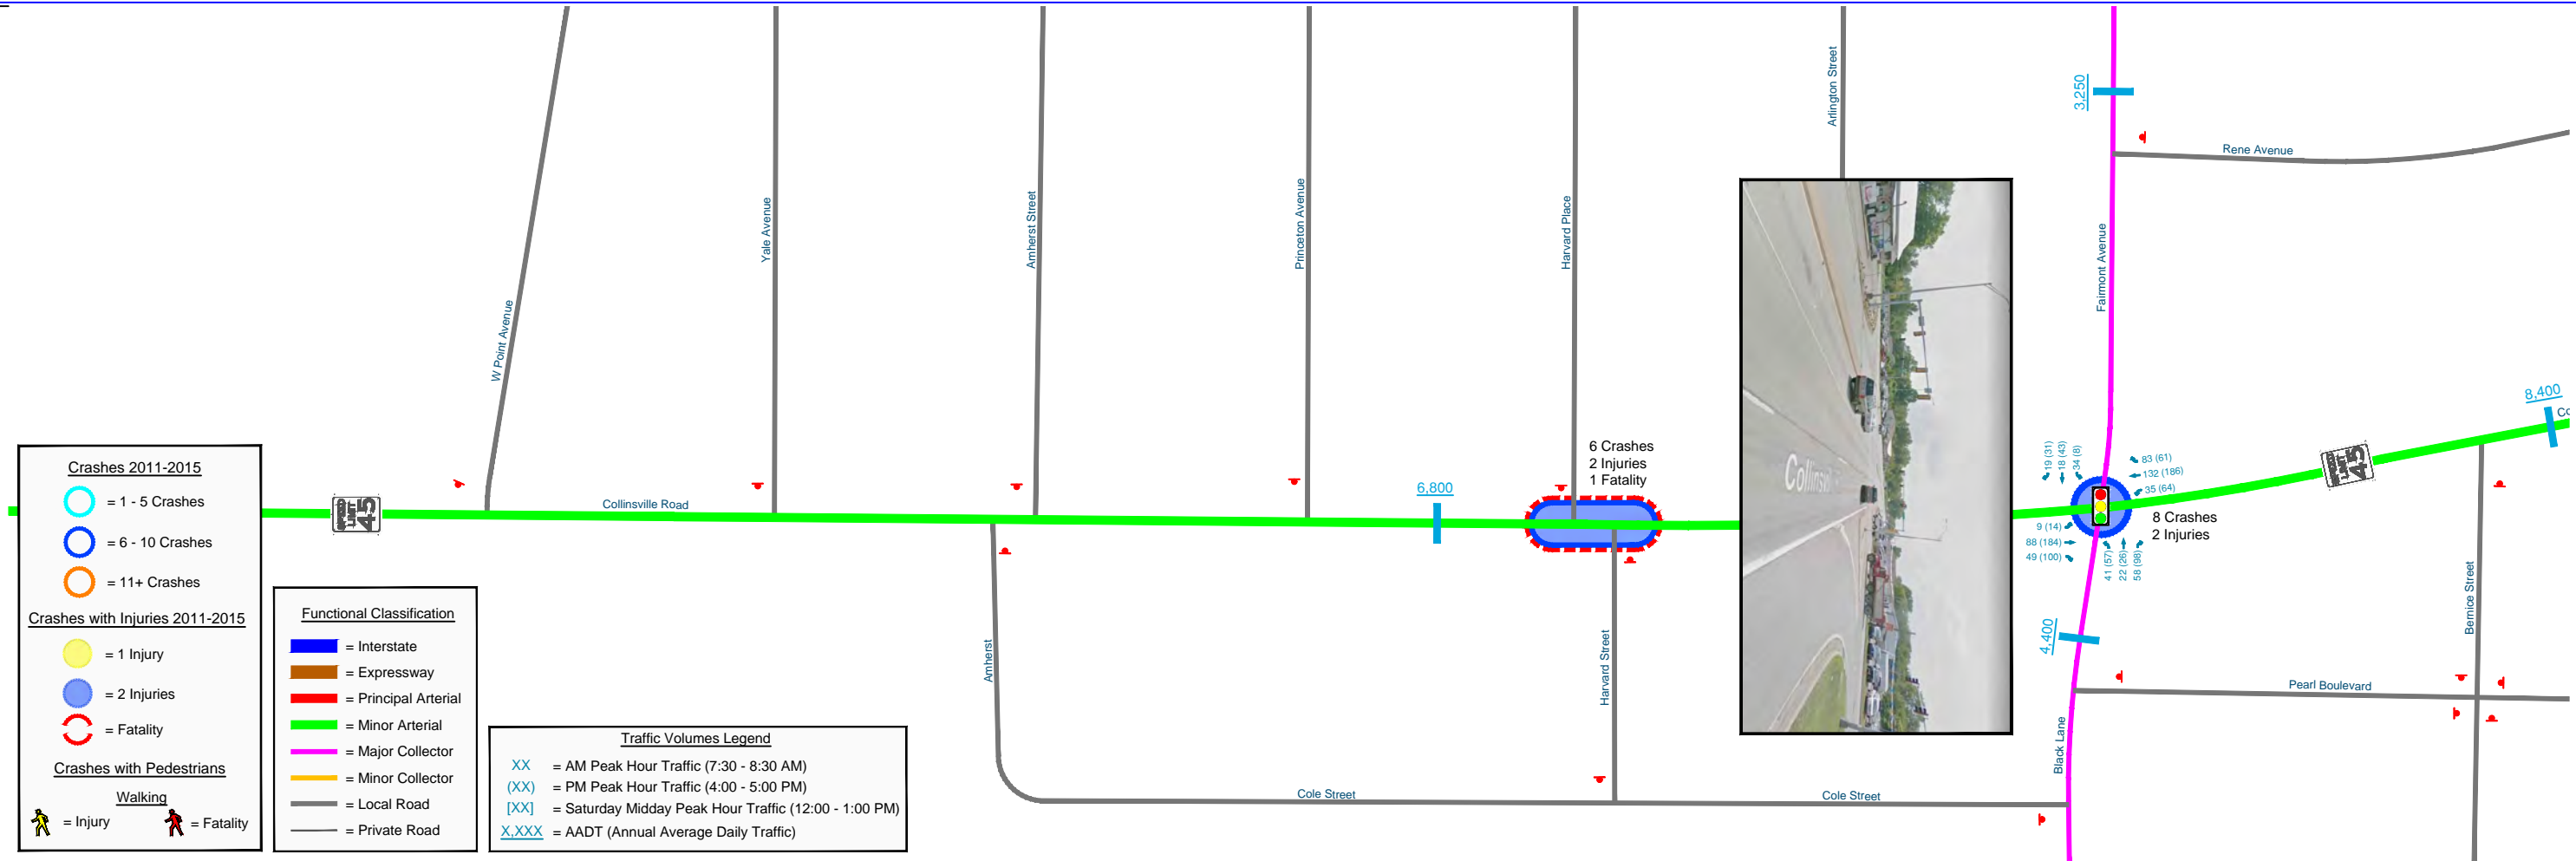 Arlington Street
3,250
Rene Avenue
Yale Avenue
Amherst Street
Princeton Avenue
Harvard Place
Fairmont Avenue
W Point Avenue
8,400
6 Crashes
2 Injuries
1 Fatality
6,800
Collinsville Road
SPEED
LIMIT
45
SPEED
LIMIT
45
19 (31)
18 (43)
34 (8)
83 (61)
132 (186)
35 (64)
9 (14)
88 (184)
49 (100)
41 (57)
22 (26)
58 (98)
8 Crashes
2 Injuries
4,400
Bernice Street
Pearl Boulevard
Black Lane
Amherst
Harvard Street
Cole Street
Cole Street
Crashes 2011-2015
= 1 - 5 Crashes
= 6 - 10 Crashes
= 11+ Crashes
Crashes with Injuries 2011-2015
= 1 Injury
= 2 Injuries
= Fatality
Crashes with Pedestrians
Walking
= Injury
= Fatality
Functional Classification
= Interstate
= Expressway
= Principal Arterial
= Minor Arterial
= Major Collector
= Minor Collector
= Local Road
= Private Road
Traffic Volumes Legend
XX = AM Peak Hour Traffic (7:30 - 8:30 AM)
(XX) = PM Peak Hour Traffic (4:00 - 5:00 PM)
[XX] = Saturday Midday Peak Hour Traffic (12:00 - 1:00 PM)
X,XXX = AADT (Annual Average Daily Traffic)